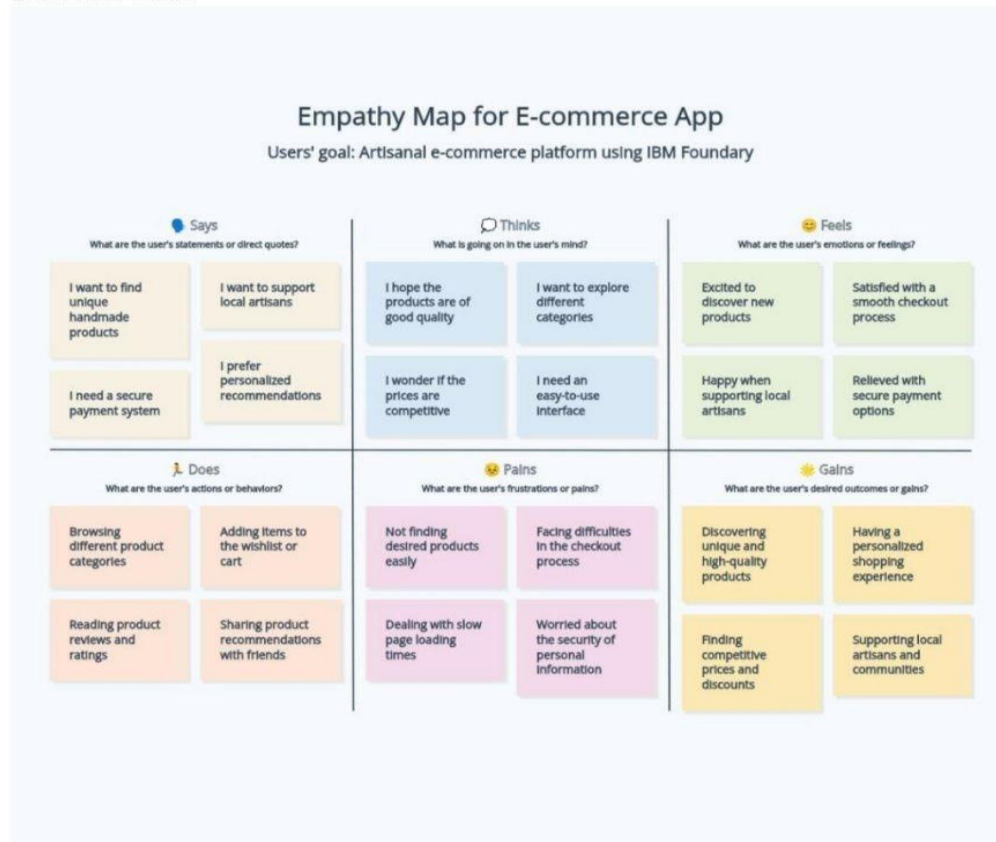 Empathy Map for E-commerce App
Users' goal: Artisanal e-commerce platform using IBM Foundary
Says
What are the user's statements or direct quotes?
I want to find
unique
handmade
products
I want to support
local artisans
I need a secure
payment system
I prefer
personalized
recommendations
Thinks
What is going on in the user's mind?
I hope the
products are of
good quality
I want to explore
different
categories
I wonder if the
prices are
competitive
I need an
easy-to-use
interface
Feels
What are the user's emotions or feelings?
Excited to
discover new
products
Satisfied with a
smooth checkout
process
Happy when
supporting local
artisans
Relieved with
secure payment
options
Does
What are the user's actions or behaviors?
Browsing
different product
categories
Adding items to
the wishlist or
cart
Reading product
reviews and
ratings
Sharing product
recommendations
with friends
Pains
What are the user's frustrations or pains?
Not finding
desired products
easily
Facing difficulties
in the checkout
process
Dealing with slow
page loading
times
Worried about
the security of
personal
information
Gains
What are the user's desired outcomes or gains?
Discovering
unique and
high-quality
products
Having a
personalized
shopping
experience
Finding
competitive
prices and
discounts
Supporting local
artisans and
communities